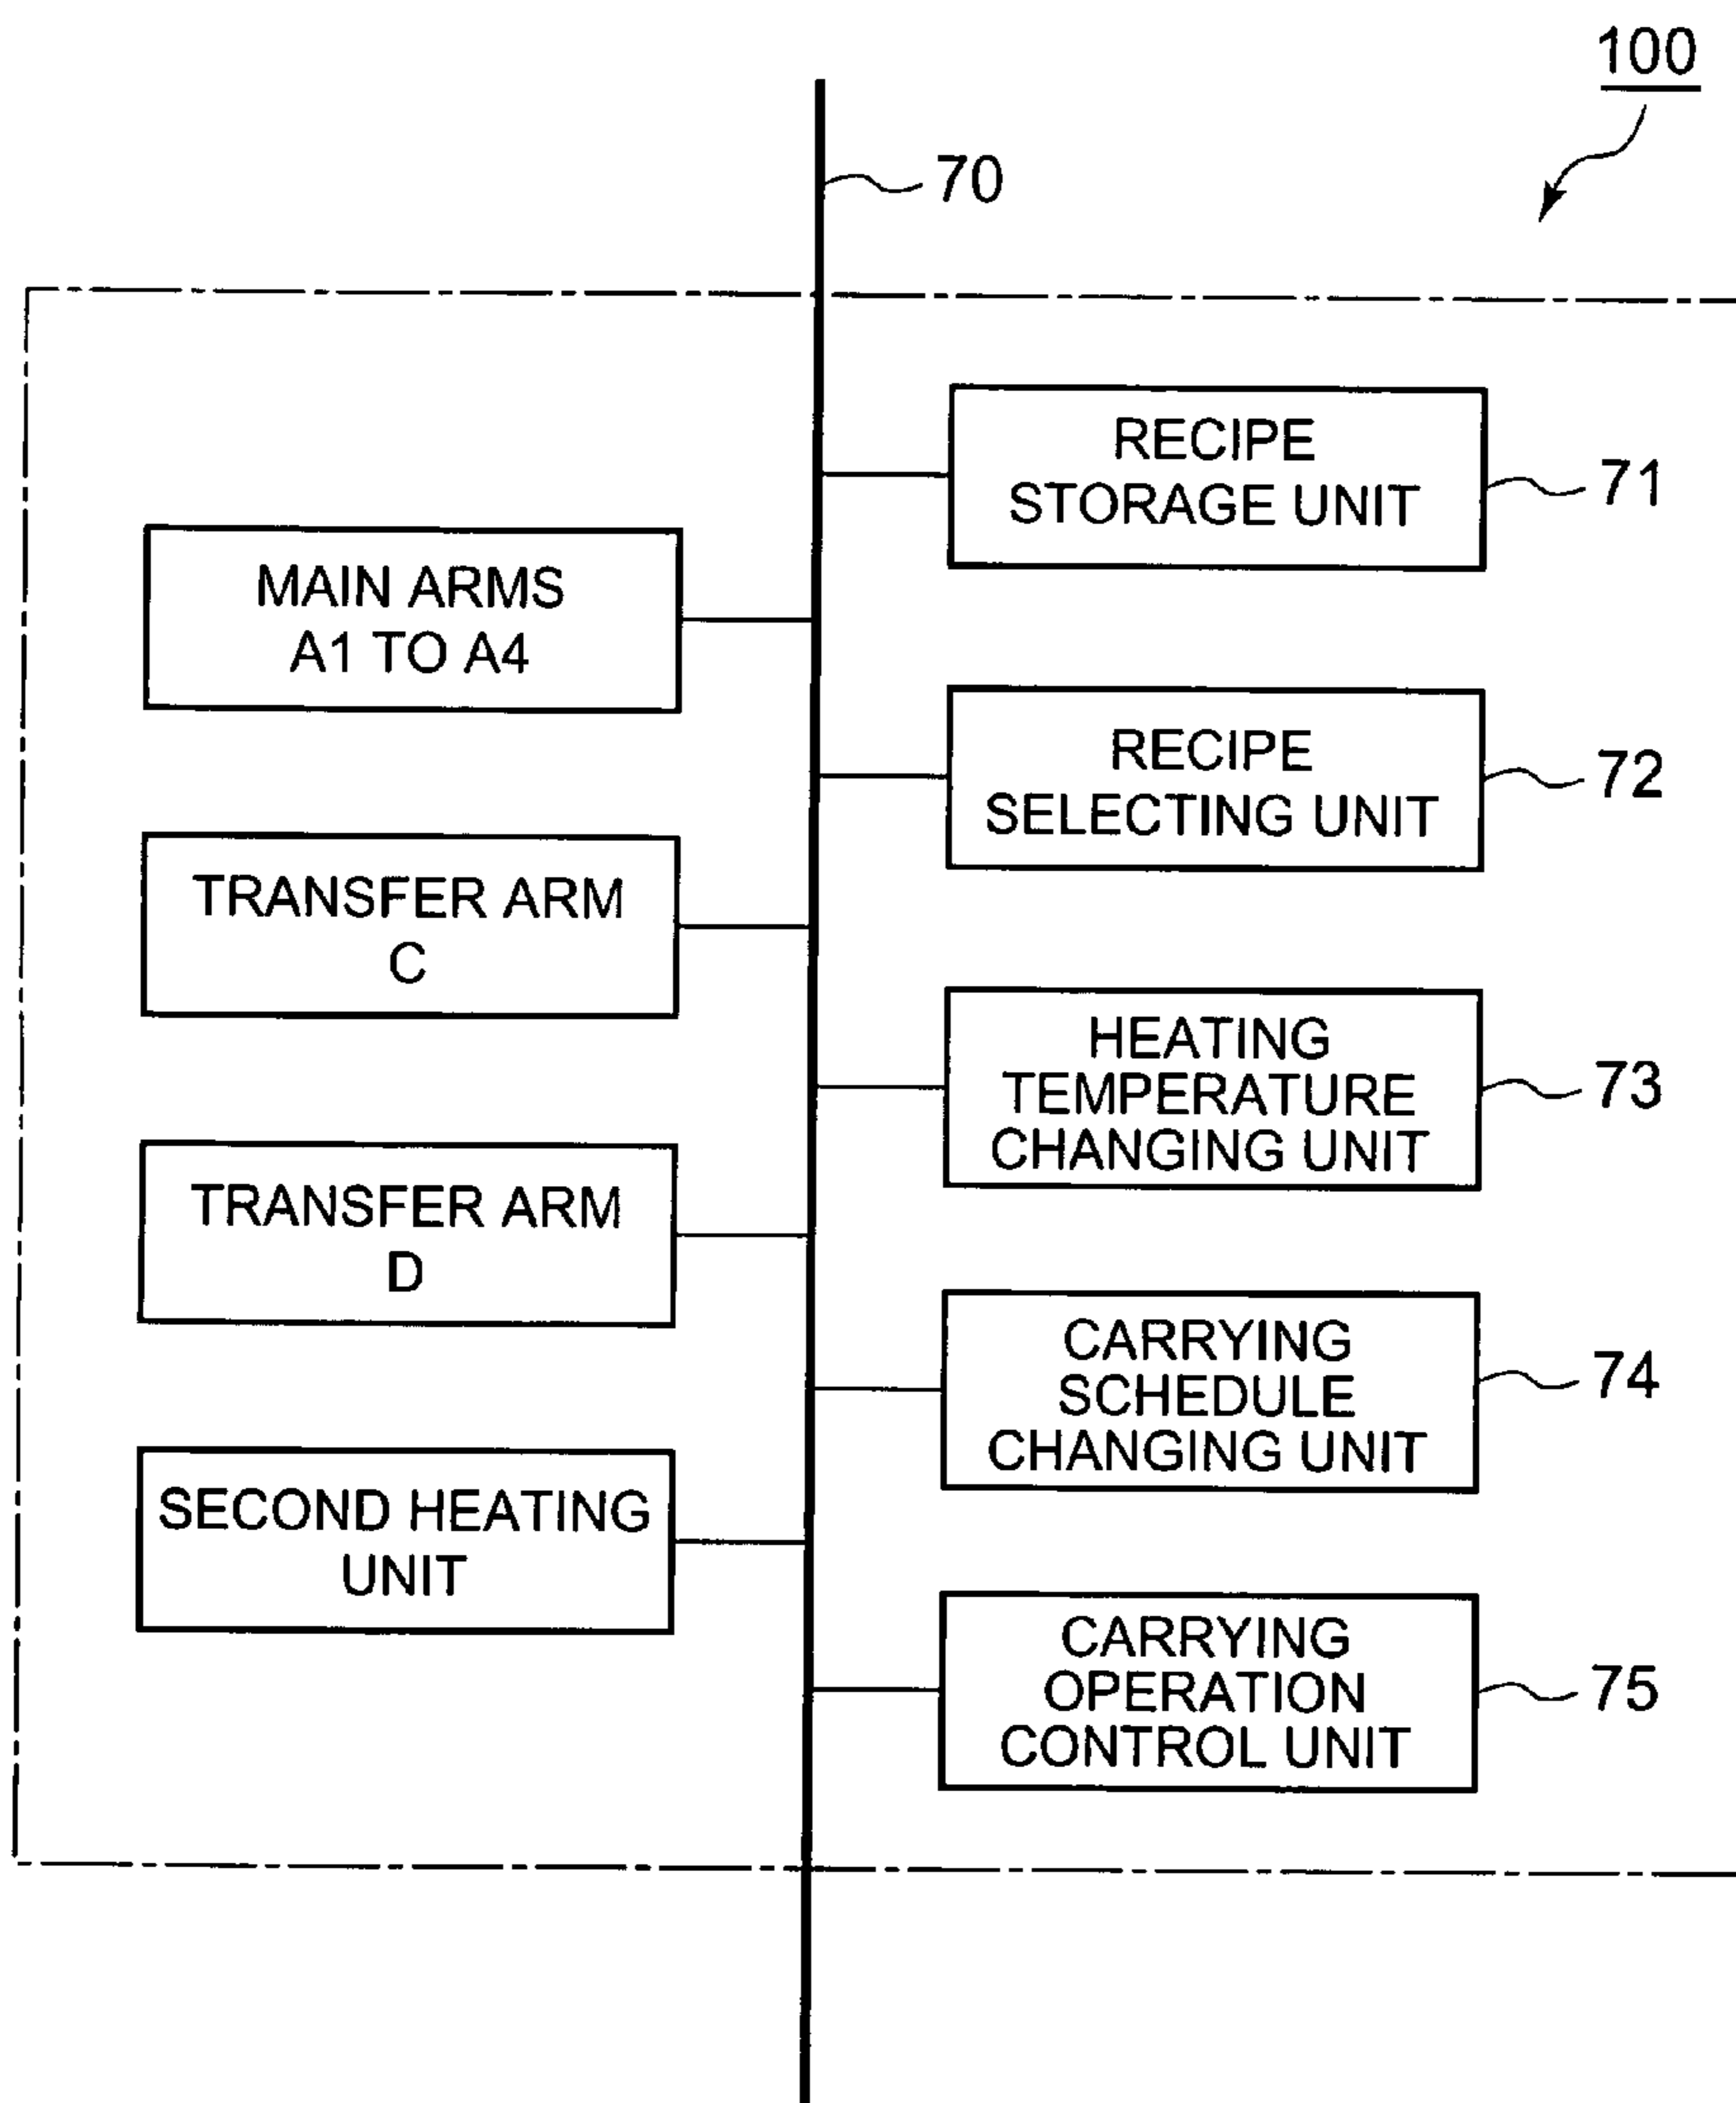 100
70
RECIPE
STORAGE UNIT
71
MAIN ARMS
A1 TO A4
RECIPE
SELECTING UNIT
72
TRANSFER ARM
C
HEATING
TEMPERATURE
CHANGING UNIT
73
TRANSFER ARM
D
CARRYING
SCHEDULE
CHANGING UNIT
74
SECOND HEATING
UNIT
CARRYING
OPERATION
CONTROL UNIT
75